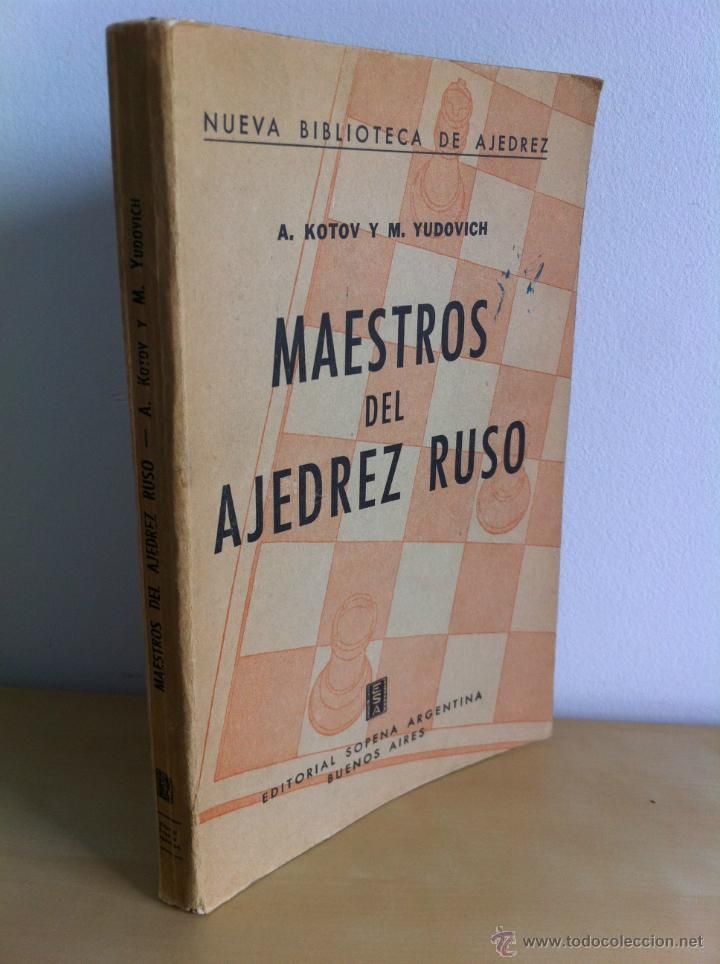 NUEVA BIBLIOTECA DE AJEDREZ
A. KOTOV Y M. YUDOVICH
MAESTROS
DEL
AJEDREZ RUSO
ESA
EDITORIAL SOPENA ARGENTINA
BUENOS AIRES
MAESTROS DEL AJEDREZ RUSO — A. KOTOV Y M. YUDOVICH
www.todocoleccion.net